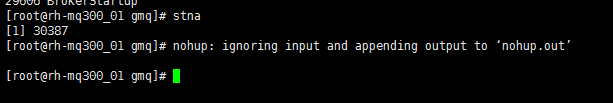 29606 BrokerStartup
[root@rh-mq300_01 gmq]# stna
[1] 30387
[root@rh-mq300_01 gmq]# nohup: ignoring input and appending output to ‘nohup.out’
[root@rh-mq300_01 gmq]#